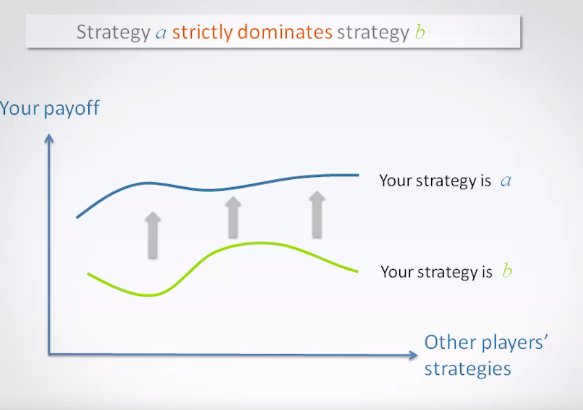 Strategy a strictly dominates strategy b
Your payoff
Your strategy is a
Your strategy is b
Other players'
strategies